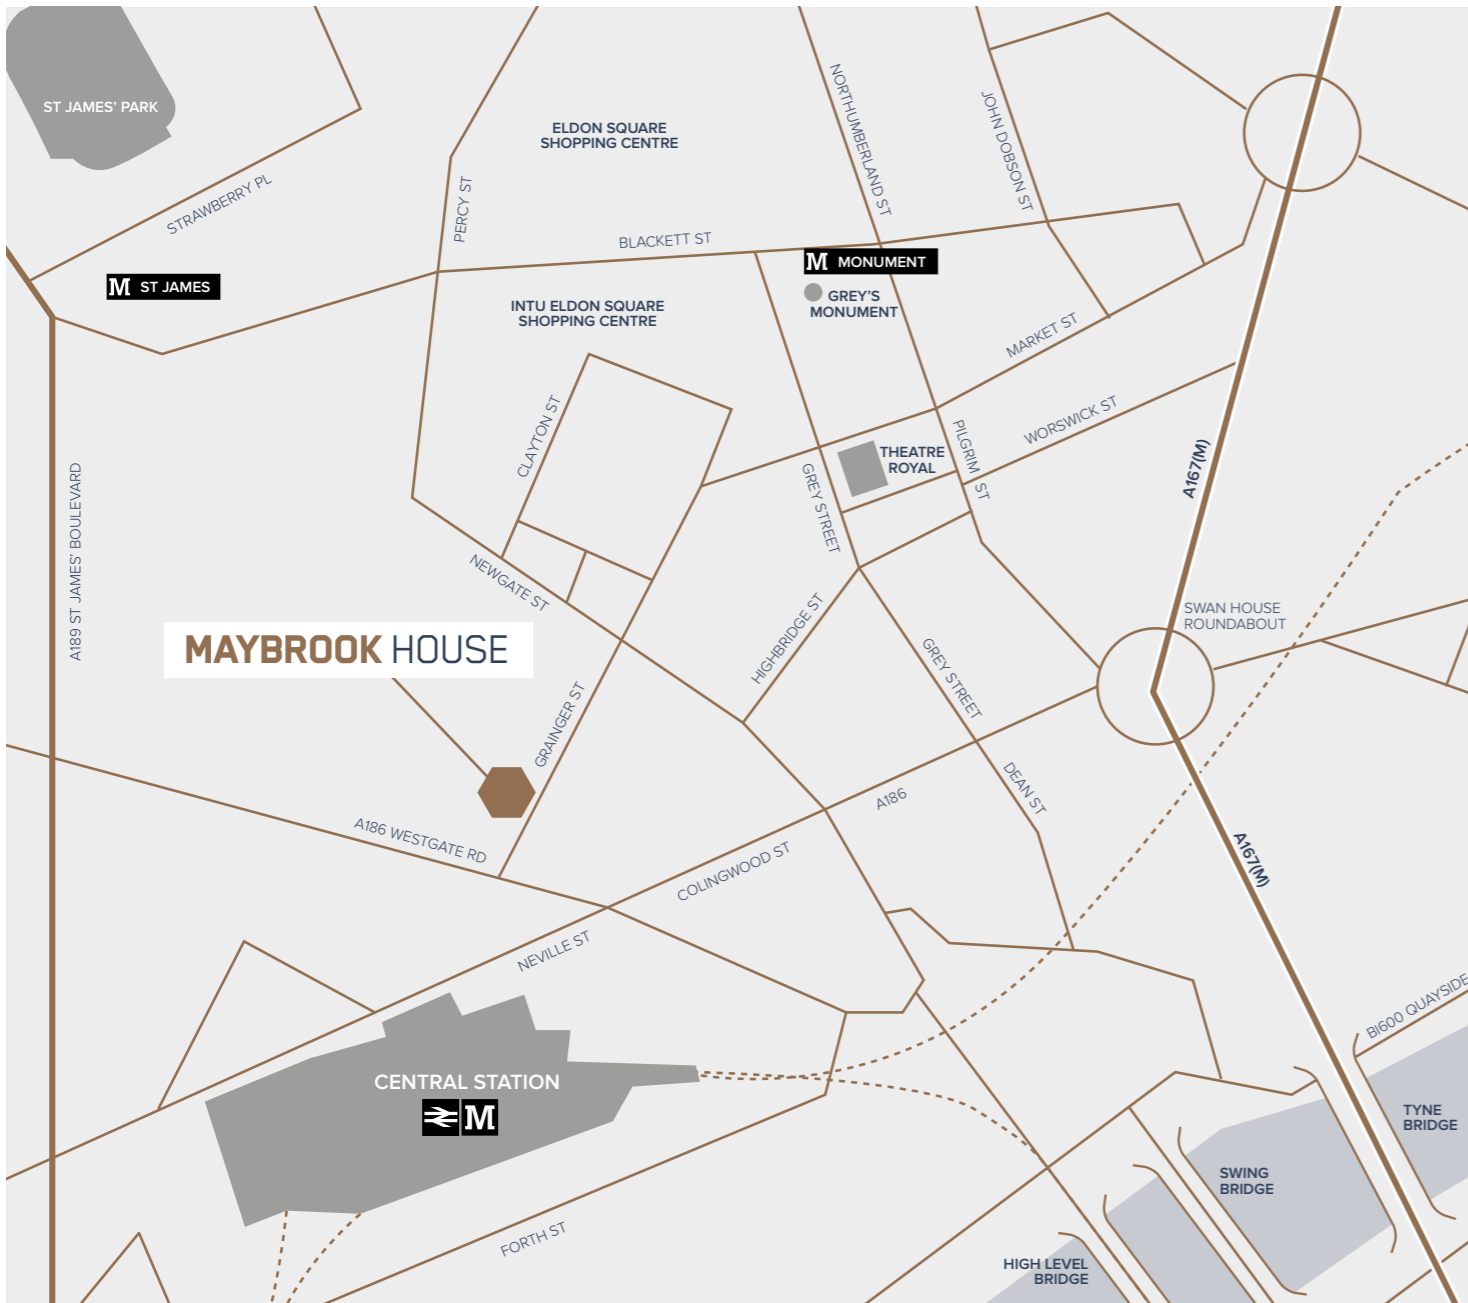 ST JAMES' PARK
STRAWBERRY PL
M ST JAMES
PERCY ST
ELDON SQUARE
SHOPPING CENTRE
NORTHUMBERLAND ST
JOHN DOBSON ST
BLACKETT ST
M MONUMENT
GREY'S
MONUMENT
INTU ELDON SQUARE
SHOPPING CENTRE
MARKET ST
CLAYTON ST
WORSWICK ST
THEATRE
ROYAL
PILGRIM ST
GREY STREET
A167(M)
A189 ST JAMES' BOULEVARD
NEWGATE ST
HIGHBRIDGE ST
SWAN HOUSE
ROUNDABOUT
MAYBROOK HOUSE
GREY STREET
GRAINGER ST
DEAN ST
A186
A186 WESTGATE RD
COLINGWOOD ST
A167(M)
NEVILLE ST
BI600 QUAYSIDE
CENTRAL STATION
M
TYNE
BRIDGE
SWING
BRIDGE
FORTH ST
HIGH LEVEL
BRIDGE